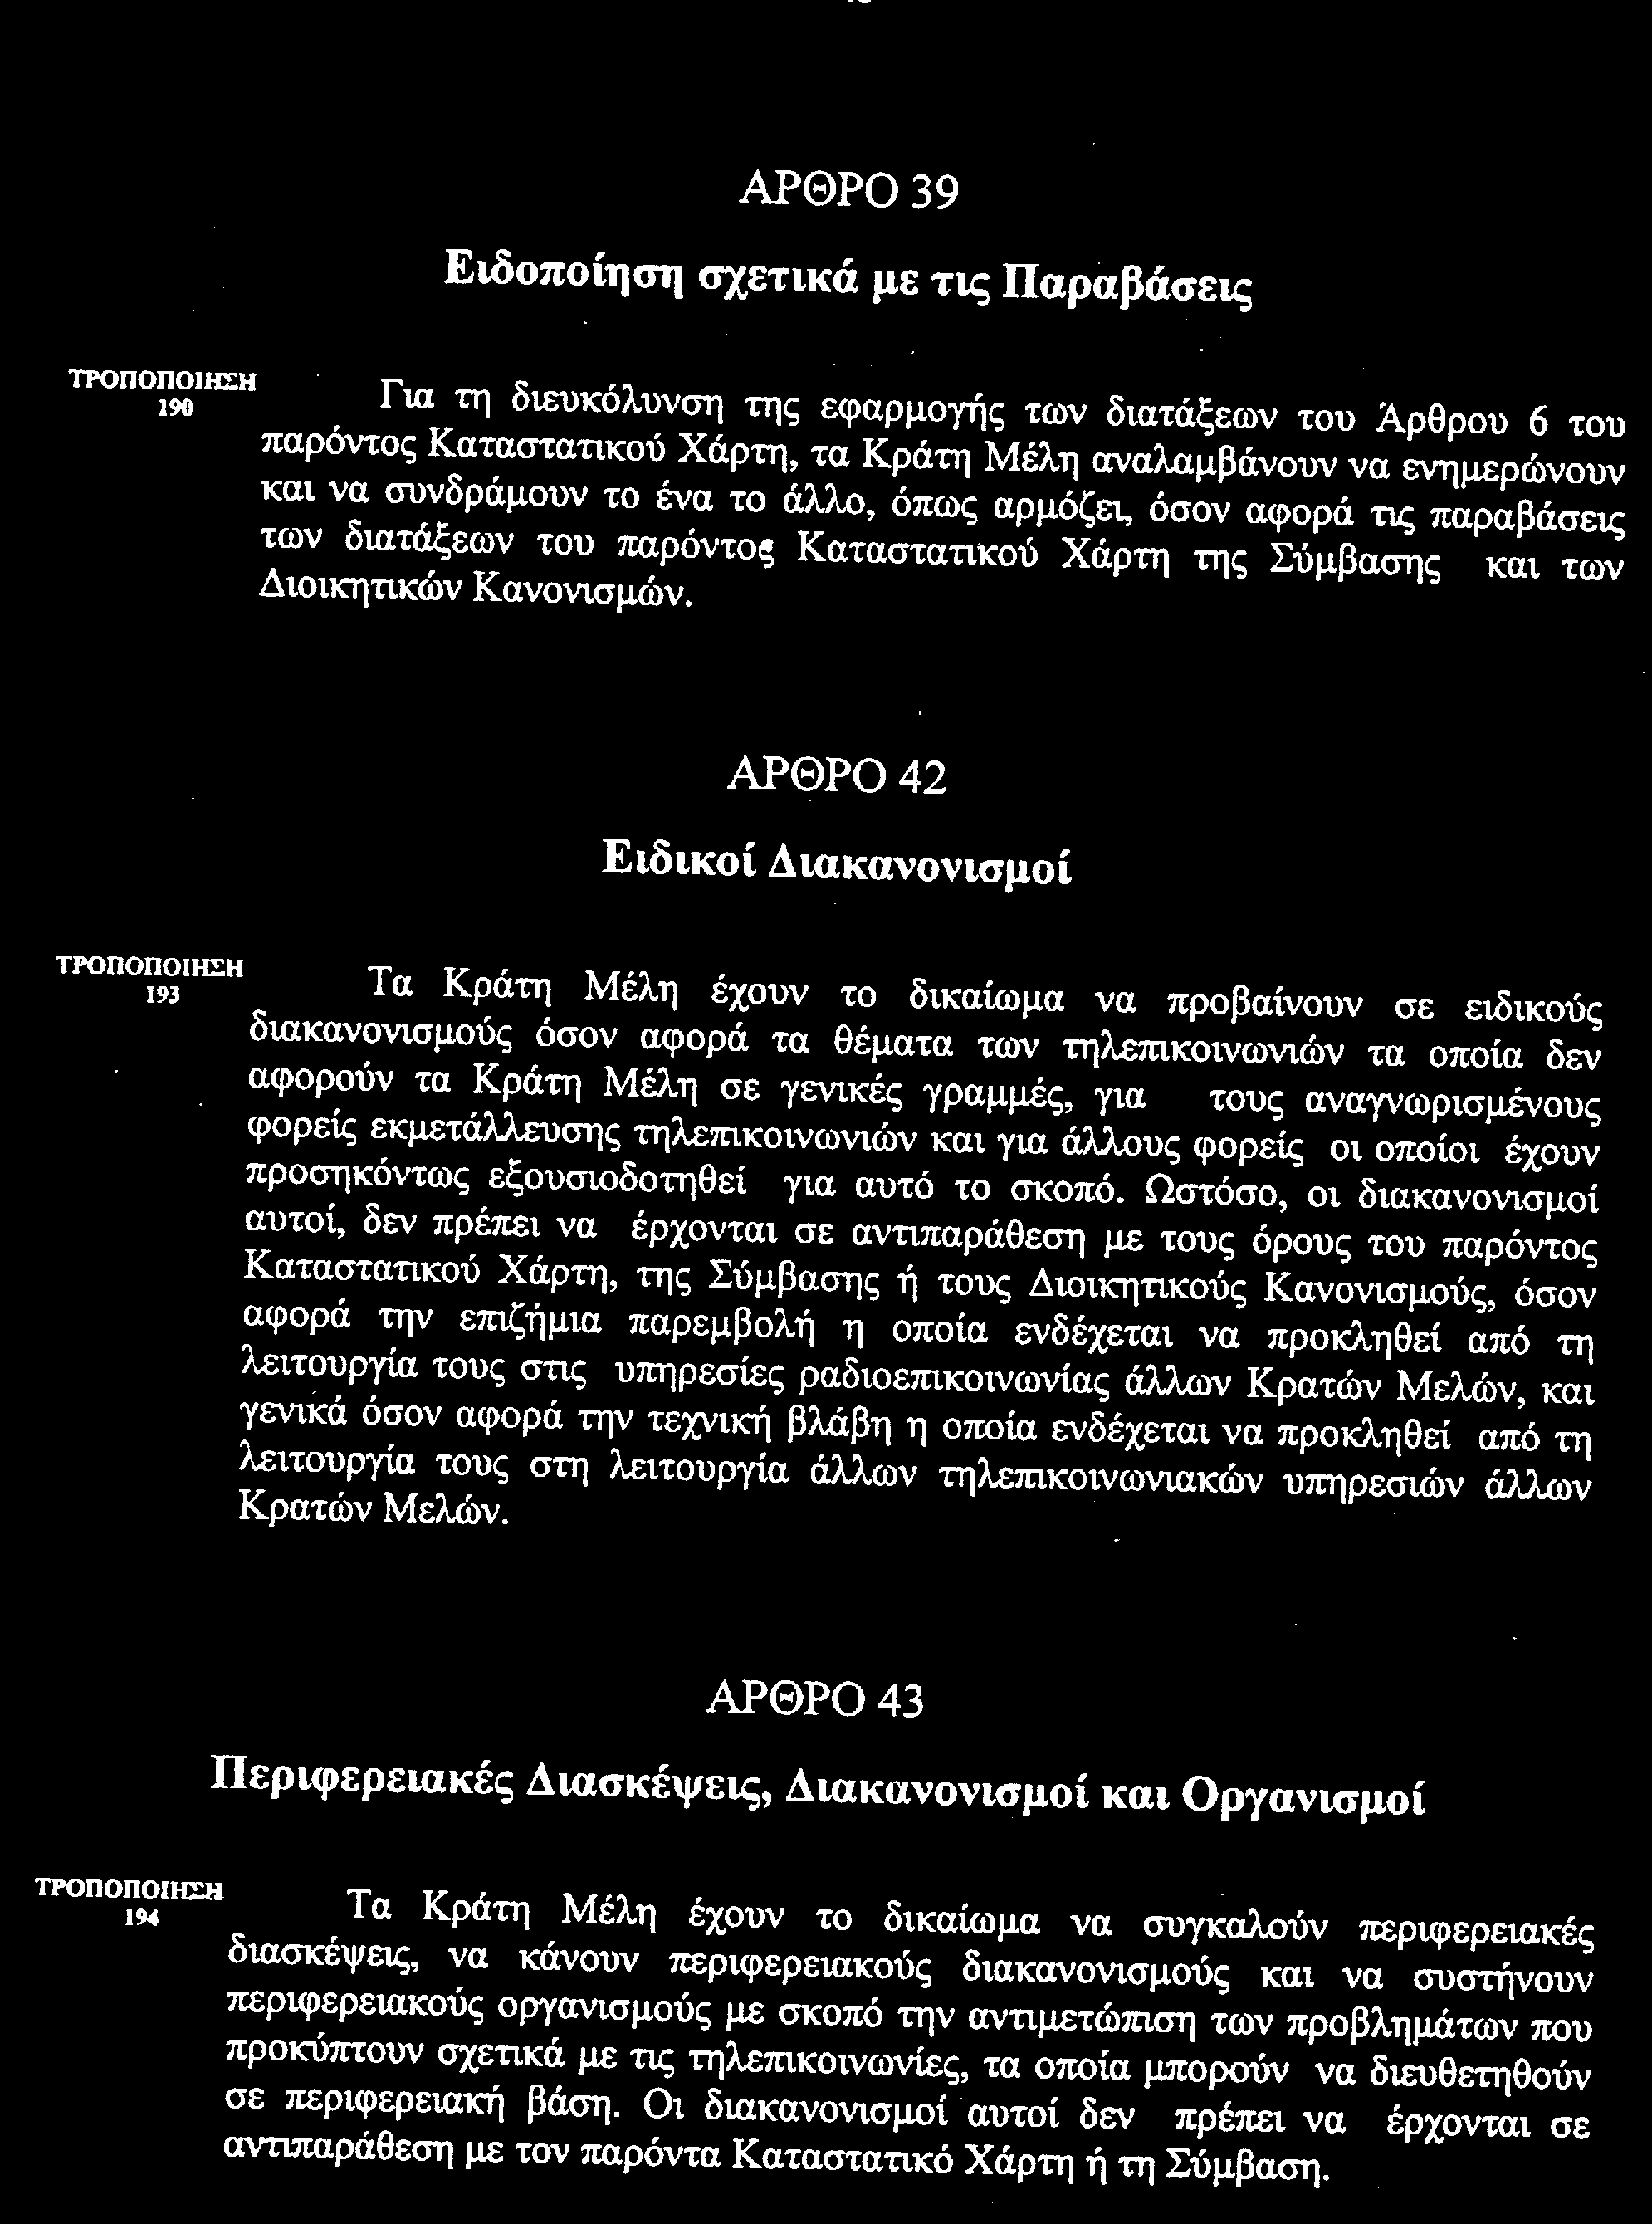 ΑΡΘΡΟ 39
Ειδοποίηση σχετικά με τις Παραβάσεις
ΤΡΟΠΟΠΟΙΗΣΗ
190
Για τη διευκόλυνση της εφαρμογής των διατάξεων του Άρθρου 6 του
παρόντος Καταστατικού Χάρτη, τα Κράτη Μέλη αναλαμβάνουν να ενημερώνουν
και να συνδράμουν το ένα το άλλο, όπως αρμόζει, όσον αφορά τις παραβάσεις
των διατάξεων του παρόντος Καταστατικού Χάρτη της Σύμβασης και των
Διοικητικών Κανονισμών.
ΑΡΘΡΟ 42
Ειδικοί Διακανονισμοί
ΤΡΟΠΟΠΟΙΗΣΗ
193
Τα Κράτη Μέλη έχουν το δικαίωμα να προβαίνουν σε ειδικούς
διακανονισμούς όσον αφορά τα θέματα των τηλεπικοινωνιών τα οποία δεν
αφορούν τα Κράτη Μέλη σε γενικές γραμμές, για τους αναγνωρισμένους
φορείς εκμετάλλευσης τηλεπικοινωνιών και για άλλους φορείς οι οποίοι έχουν
προσηκόντως εξουσιοδοτηθεί για αυτό το σκοπό. Ωστόσο, οι διακανονισμοί
αυτοί, δεν πρέπει να έρχονται σε αντιπαράθεση με τους όρους του παρόντος
Καταστατικού Χάρτη, της Σύμβασης ή τους Διοικητικούς Κανονισμούς, όσον
αφορά την επιζήμια παρεμβολή η οποία ενδέχεται να προκληθεί από τη
λειτουργία τους στις υπηρεσίες ραδιοεπικοινωνίας άλλων Κρατών Μελών, και
γενικά όσον αφορά την τεχνική βλάβη η οποία ενδέχεται να προκληθεί από τη
λειτουργία τους στη λειτουργία άλλων τηλεπικοινωνιακών υπηρεσιών άλλων
Κρατών Μελών.
ΑΡΘΡΟ 43
Περιφερειακές Διασκέψεις, Διακανονισμοί και Οργανισμοί
ΤΡΟΠΟΠΟΙΗΣΗ
194
Τα Κράτη Μέλη έχουν το δικαίωμα να συγκαλούν περιφερειακές
διασκέψεις, να κάνουν περιφερειακούς διακανονισμούς και να συστήνουν
περιφερειακούς οργανισμούς με σκοπό την αντιμετώπιση των προβλημάτων που
προκύπτουν σχετικά με τις τηλεπικοινωνίες, τα οποία μπορούν να διευθετηθούν
σε περιφερειακή βάση. Οι διακανονισμοί αυτοί δεν πρέπει να έρχονται σε
αντιπαράθεση με τον παρόντα Καταστατικό Χάρτη ή τη Σύμβαση.